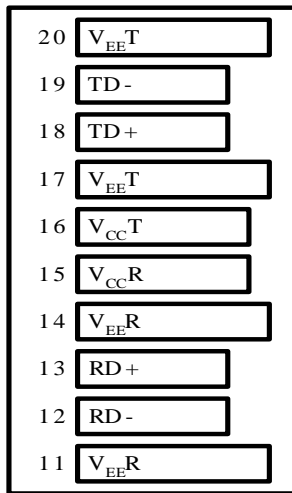 20 VEET
19 TD-
18 TD+
17 VEET
16 VCCT
15 VCCR
14 VEER
13 RD+
12 RD-
11 VEER